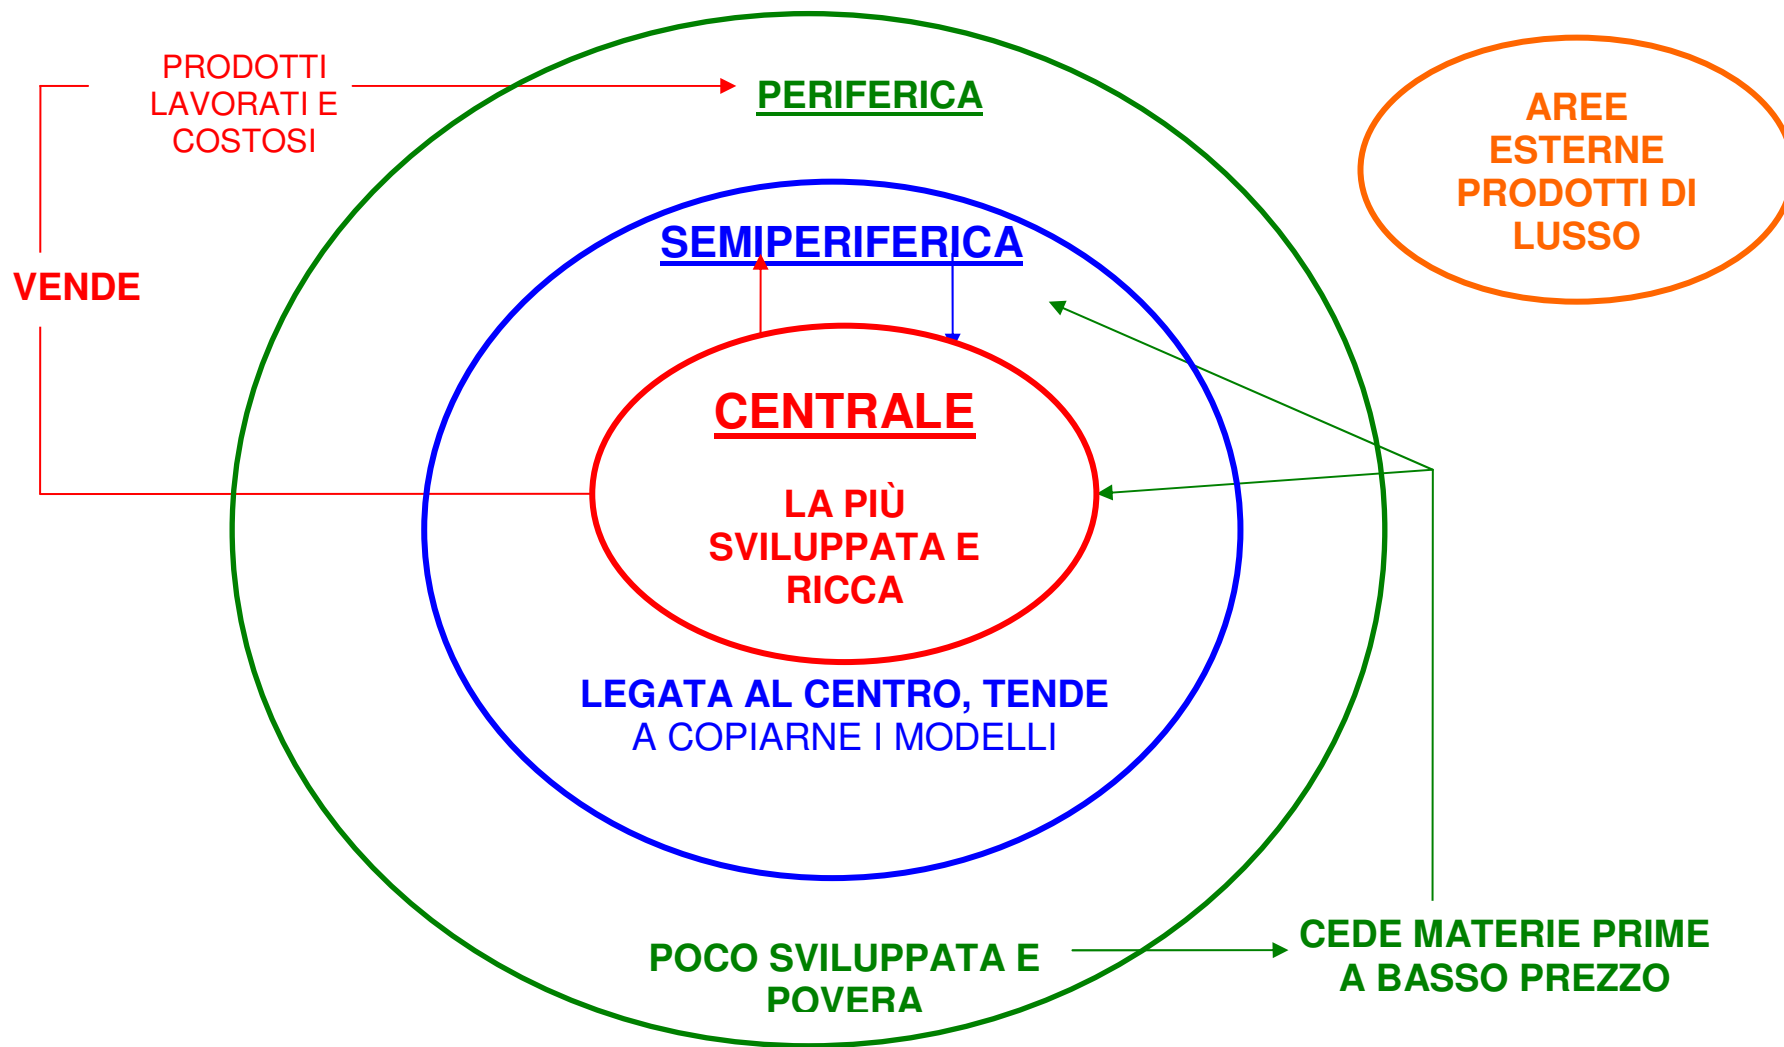 PRODOTTI
LAVORATI E
COSTOSI
PERIFERICA
AREE
ESTERNE
PRODOTTI DI
LUSSO
SEMIPERIFERICA
VENDE
CENTRALE
LA PIÙ
SVILUPPATA E
RICCA
LEGATA AL CENTRO, TENDE
A COPIARNE I MODELLI
POCO SVILUPPATA E
POVERA
CEDE MATERIE PRIME
A BASSO PREZZO